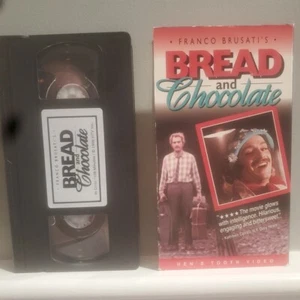 FRANCO BRUSATI'S
BREAD
and
Chocolate
FRANCO BRUSATI'S
BREAD
and
Chocolate
"★★★★ The movie glows
with intelligence. Hilarious,
engaging and bittersweet."